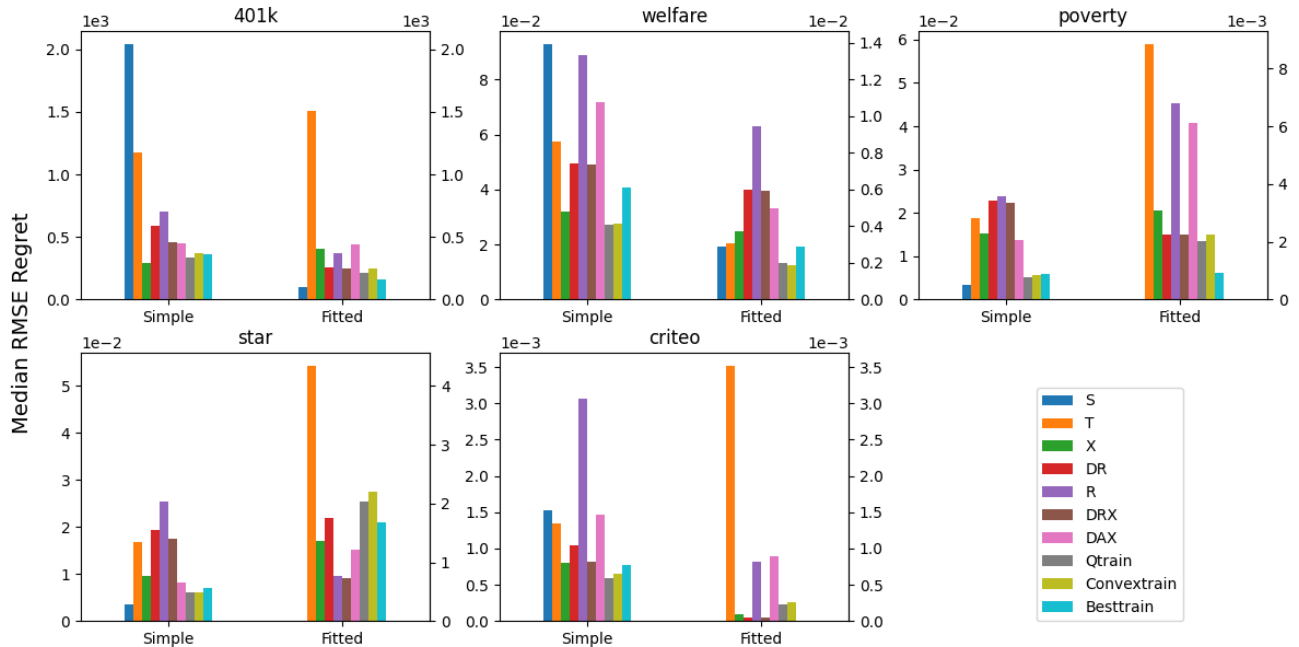 Median RMSE Regret
401k
1e3
1e3
2.0
1.5
1.0
0.5
0.0
2.0
1.5
1.0
0.5
0.0
Simple
Fitted
welfare
1e−2
1e−2
8
6
4
2
0
1.4
1.2
1.0
0.8
0.6
0.4
0.2
0.0
Simple
Fitted
poverty
1e−2
1e−3
6
5
4
3
2
1
0
8
6
4
2
0
Simple
Fitted
star
1e−2
5
4
3
2
1
0
4
3
2
1
0
Simple
Fitted
criteo
1e−3
1e−3
3.5
3.0
2.5
2.0
1.5
1.0
0.5
0.0
3.5
3.0
2.5
2.0
1.5
1.0
0.5
0.0
Simple
Fitted
S
T
X
DR
R
DRX
DAX
Qtrain
Convextrain
Besttrain